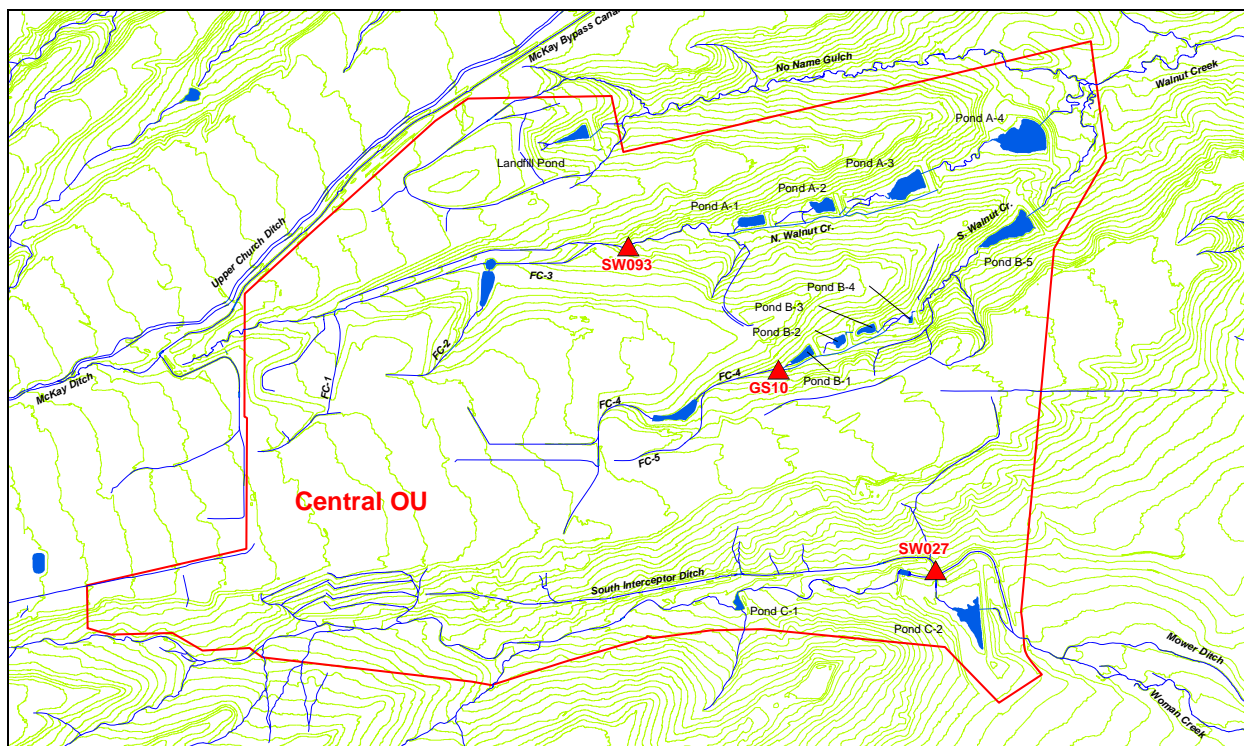 McKay Bypass Canal
No Name Gulch
Walnut Creek
Pond A-4
Landfill Pond
Pond A-3
Pond A-2
Pond A-1
N. Walnut Cr.
S. Walnut Cr.
Upper Church Ditch
SW093
FC-3
Pond B-5
Pond B-4
Pond B-3
Pond B-2
FC-2
Pond B-1
FC-4
GS10
McKay Ditch
FC-1
FC-4
FC-5
Central OU
SW027
South Interceptor Ditch
Pond C-1
Pond C-2
Mower Ditch
Woman Creek